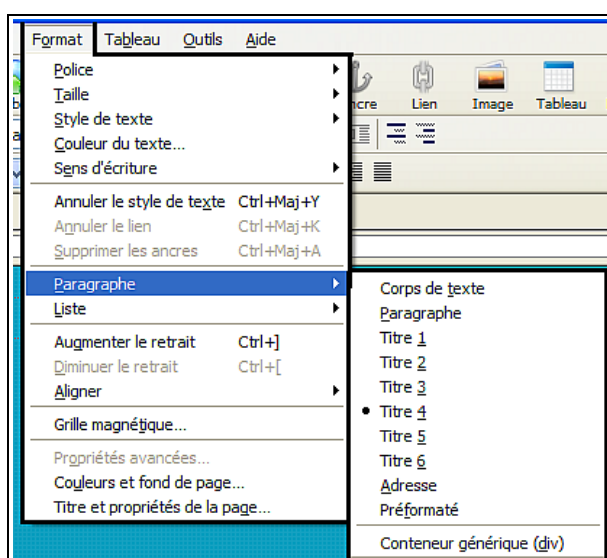 Format Tableau Outils Aide
Police
Taille
Style de texte
Couleur du texte...
Sens d'écriture
Annuler le style de texte Ctrl+Maj+Y
Annuler le lien Ctrl+Maj+K
Supprimer les ancres Ctrl+Maj+A
Paragraphe
Liste
Augmenter le retrait Ctrl+]
Diminuer le retrait Ctrl+[
Aligner
Grille magnétique...
Propriétés avancées...
Couleurs et fond de page...
Titre et propriétés de la page...
Lien Image Tableau
Corps de texte
Paragraphe
Titre 1
Titre 2
Titre 3
Titre 4
Titre 5
Titre 6
Adresse
Préformaté
Conteneur générique (div)